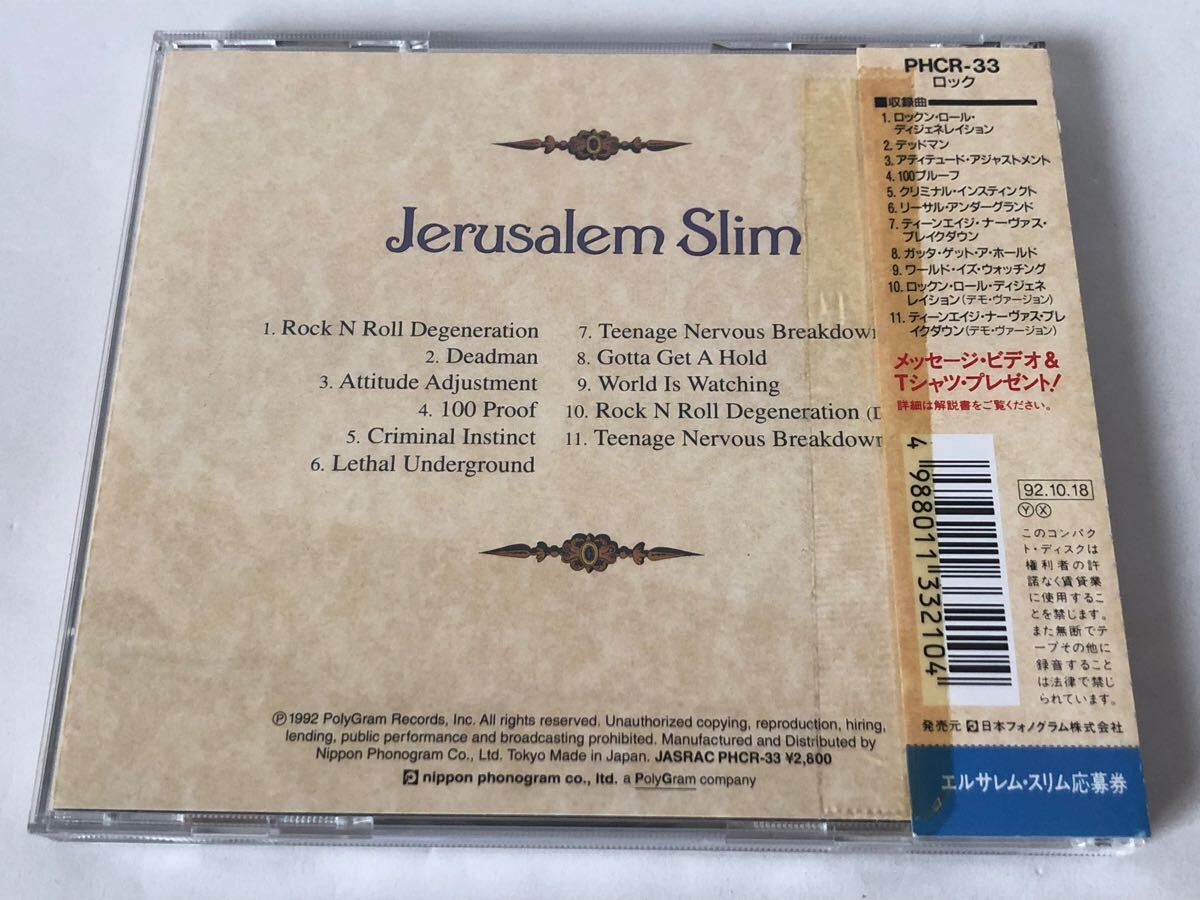 Jerusalem Slim
1. Rock N Roll Degeneration
2. Deadman
3. Attitude Adjustment
4. 100 Proof
5. Criminal Instinct
6. Lethal Underground
7. Teenage Nervous Breakdown
8. Gotta Get A Hold
9. World Is Watching
10. Rock N Roll Degeneration
11. Teenage Nervous Breakdown
Ⓟ1992 PolyGram Records, Inc. All rights reserved. Unauthorized copying, reproduction, hiring,
lending, public performance and broadcasting prohibited. Manufactured and Distributed by
Nippon Phonogram Co., Ltd. Tokyo Made in Japan. JASRAC PHCR-33 ¥2,800
nippon phonogram co., ltd. a PolyGram company
PHCR-33
ロック
■収録曲
1. ロックン・ロール・
ディジェネレイション
2. デッドマン
3. アティテュード・アジャストメント
4. 100プルーフ
5. クリミナル・インスティンクト
6. リーサル・アンダーグランド
7. ティーンエイジ・ナーヴァス・
ブレイクダウン
8. ガッタ・ゲット・ア・ホールド
9. ワールド・イズ・ウォッチング
10. ロックン・ロール・ディジェネ
レイション(デモ・ヴァージョン)
11. ティーンエイジ・ナーヴァス・ブレ
イクダウン(デモ・ヴァージョン)
メッセージ・ビデオ&
Tシャツ・プレゼント!
詳細は解説書をご覧ください。
4 988011 332104
92.10.18
Ⓨ Ⓧ
このコンパク
ト・ディスクは
権利者の許
諾なく賃貸業
に使用するこ
とを禁じます。
また無断でテ
ープその他に
録音すること
は法律で禁じ
られています。
発売元 日本フォノグラム株式会社
エルサレム・スリム応募券